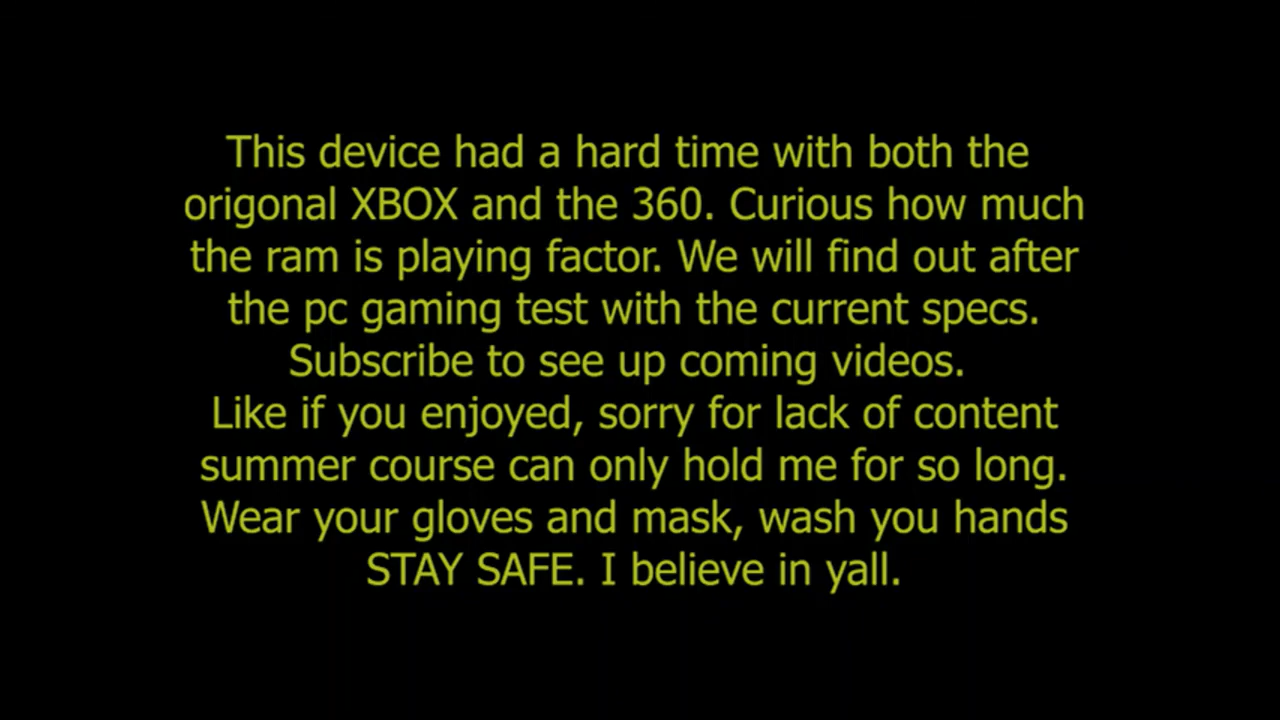 This device had a hard time with both the
origonal XBOX and the 360. Curious how much
the ram is playing factor. We will find out after
the pc gaming test with the current specs.
Subscribe to see up coming videos.
Like if you enjoyed, sorry for lack of content
summer course can only hold me for so long.
Wear your gloves and mask, wash you hands
STAY SAFE. I believe in yall.